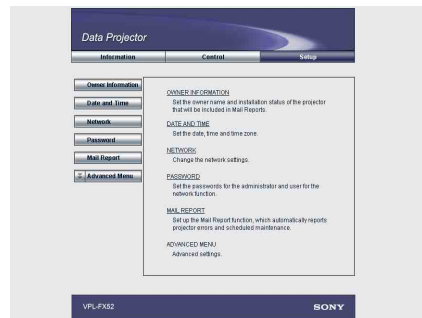 Data Projector
Information
Control
Setup
Owner Information
Date and Time
Network
Password
Mail Report
Advanced Menu
OWNER INFORMATION
Set the owner name and installation status of the projector
that will be included in Mail Reports.
DATE AND TIME
Set the date, time and time zone.
NETWORK
Change the network settings.
PASSWORD
Set the passwords for the administrator and user for the
network function.
MAIL REPORT
Set up the Mail Report function, which automatically reports
projector errors and scheduled maintenance.
ADVANCED MENU
Advanced settings.
VPL-FX52
SONY